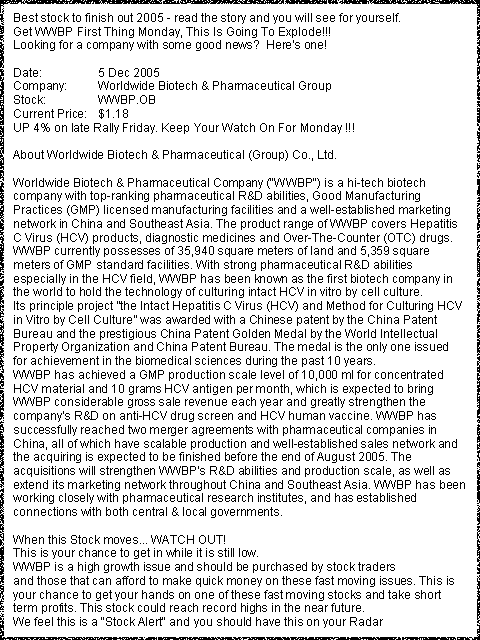 Best stock to finish out 2005 - read the story and you will see for yourself.
Get WWBP First Thing Monday, This Is Going To Explode!!!
Looking for a company with some good news? Here's one!
Date: 5 Dec 2005
Company: Worldwide Biotech & Pharmaceutical Group
Stock: WWBP.OB
Current Price: $1.18
UP 4% on late Rally Friday. Keep Your Watch On For Monday !!!
About Worldwide Biotech & Pharmaceutical (Group) Co., Ltd.
Worldwide Biotech & Pharmaceutical Company ("WWBP") is a hi-tech biotech
company with top-ranking pharmaceutical R&D abilities, Good Manufacturing
Practices (GMP) licensed manufacturing facilities and a well-established marketing
network in China and Southeast Asia. The product range of WWBP covers Hepatitis
C Virus (HCV) products, diagnostic medicines and Over-The-Counter (OTC) drugs.
WWBP currently possesses of 35,940 square meters of land and 5,359 square
meters of GMP standard facilities. With strong pharmaceutical R&D abilities
especially in the HCV field, WWBP has been known as the first biotech company in
the world to hold the technology of culturing intact HCV in vitro by cell culture.
Its principle project "the Intact Hepatitis C Virus (HCV) and Method for Culturing HCV
in Vitro by Cell Culture" was awarded with a Chinese patent by the China Patent
Bureau and the prestigious China Patent Golden Medal by the World Intellectual
Property Organization and China Patent Bureau. The medal is the only one issued
for achievement in the biomedical sciences during the past 10 years.
WWBP has achieved a GMP production scale level of 10,000 ml for concentrated
HCV material and 10 grams HCV antigen per month, which is expected to bring
WWBP considerable gross sale revenue each year and greatly strengthen the
company's R&D on anti-HCV drug screen and HCV human vaccine. WWBP has
successfully reached two merger agreements with pharmaceutical companies in
China, all of which have scalable production and well-established sales network and
the acquiring is expected to be finished before the end of August 2005. The
acquisitions will strengthen WWBP's R&D abilities and production scale, as well as
extend its marketing network throughout China and Southeast Asia. WWBP has been
working closely with pharmaceutical research institutes, and has established
connections with both central & local governments.
When this Stock moves... WATCH OUT!
This is your chance to get in while it is still low.
WWBP is a high growth issue and should be purchased by stock traders
and those that can afford to make quick money on these fast moving issues. This is
your chance to get your hands on one of these fast moving stocks and take short
term profits. This stock could reach record highs in the near future.
We feel this is a "Stock Alert" and you should have this on your Radar